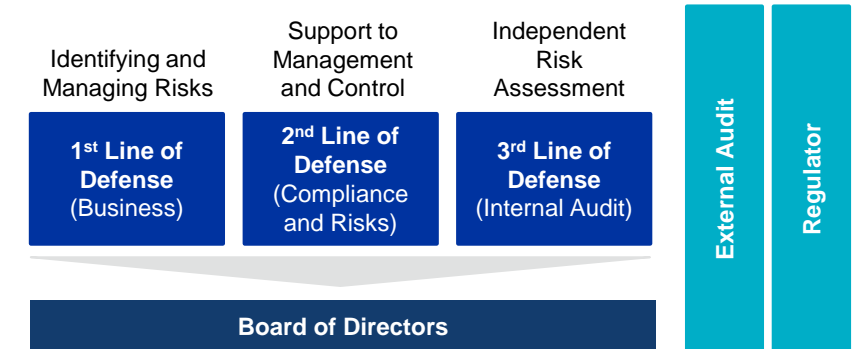 Identifying and
Managing Risks
1st Line of
Defense
(Business)
Support to
Management
and Control
2nd Line of
Defense
(Compliance
and Risks)
Independent
Risk
Assessment
3rd Line of
Defense
(Internal Audit)
Board of Directors
External Audit
Regulator